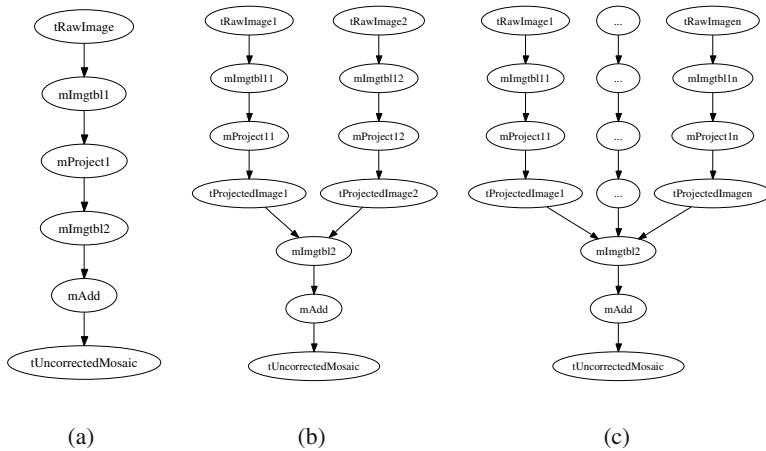 tRawImage
mImgtbl1
mProject1
mImgtbl2
mAdd
tUncorrectedMosaic
(a)
tRawImage1 tRawImage2
mImgtbl11 mImgtbl12
mProject11 mProject12
tProjectedImage1 tProjectedImage2
mImgtbl2
mAdd
tUncorrectedMosaic
(b)
tRawImage1 ... tRawImagen
mImgtbl11 ... mImgtbl1n
mProject11 ... mProject1n
tProjectedImage1 ... tProjectedImagen
mImgtbl2
mAdd
tUncorrectedMosaic
(c)